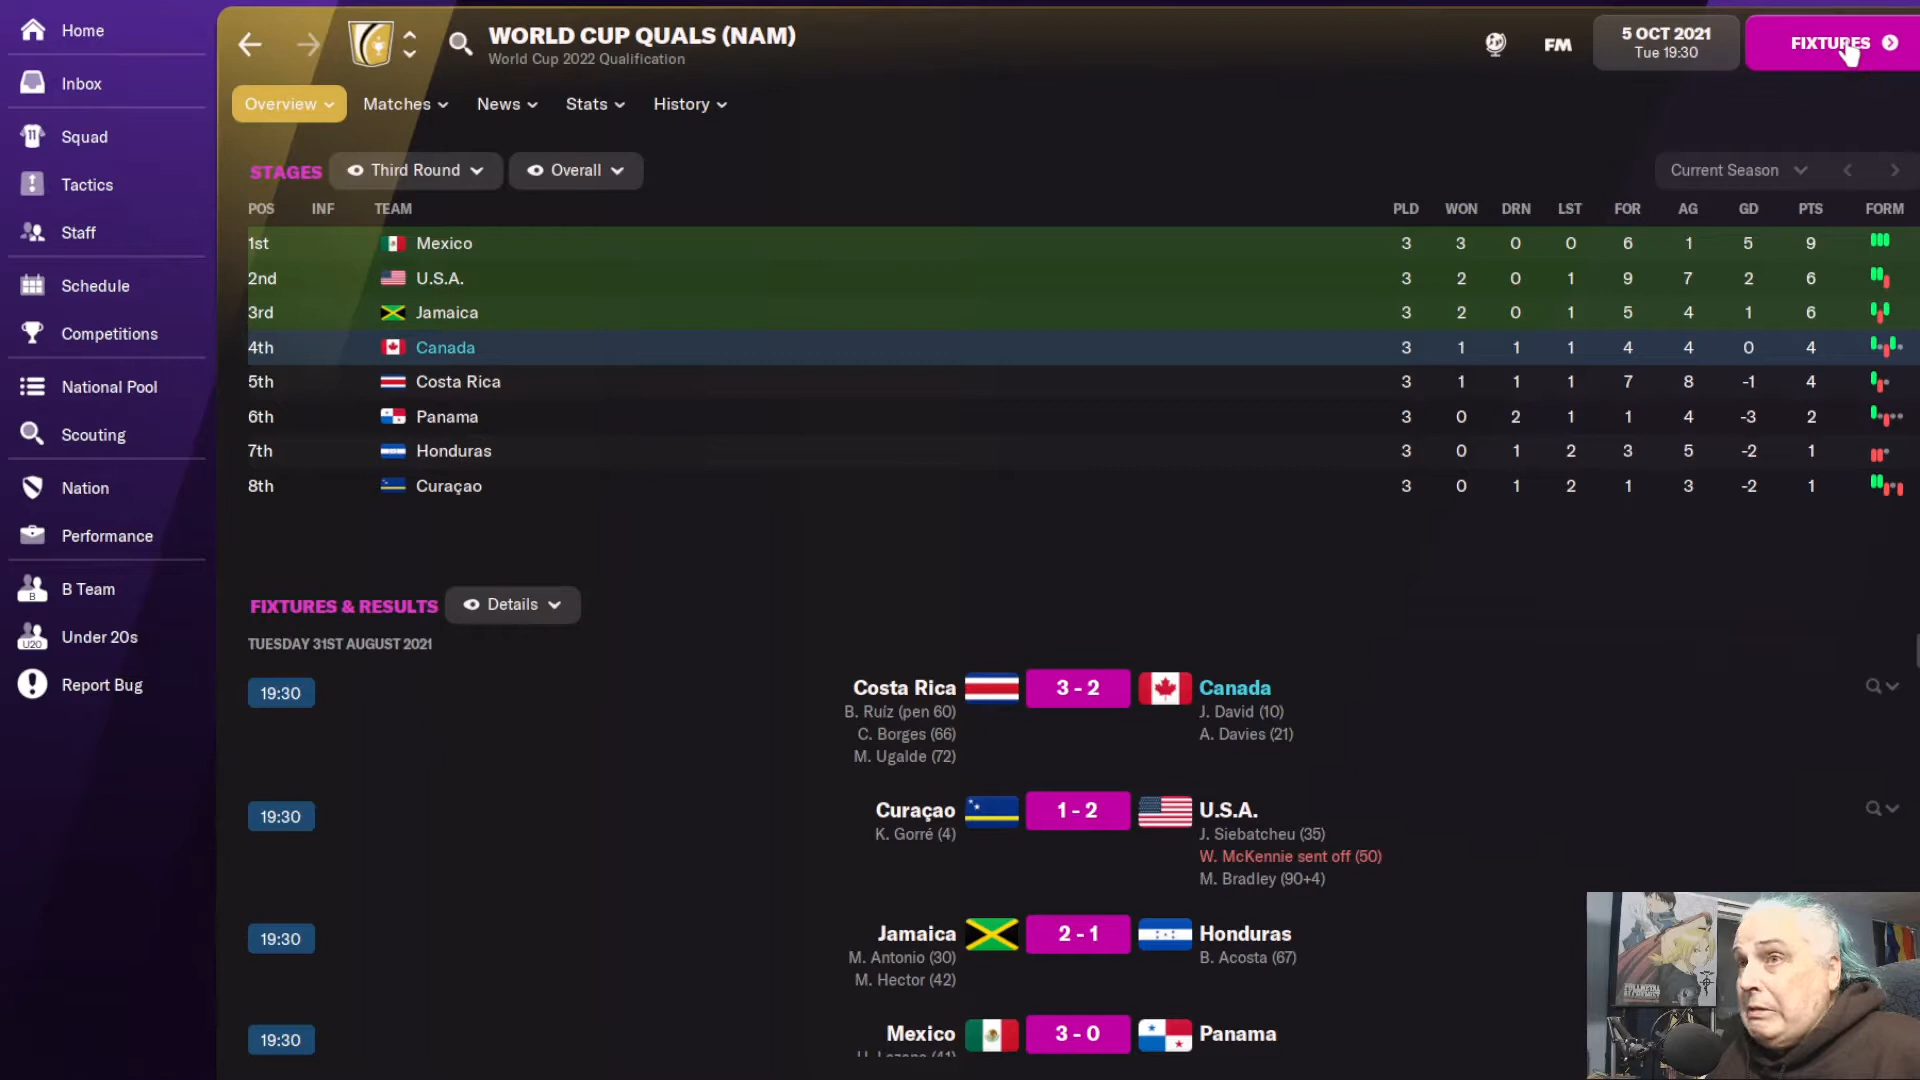 Home
Inbox
Squad
Tactics
Staff
Schedule
Competitions
National Pool
Scouting
Nation
Performance
B
B Team
U20
Under 20s
Report Bug
WORLD CUP QUALS (NAM)
World Cup 2022 Qualification
FM
5 OCT 2021
Tue 19:30
FIXTURES
Overview
Matches
News
Stats
History
STAGES
Third Round
Overall
Current Season
POS INF TEAM PLD WON DRN LST FOR AG GD PTS FORM
1st Mexico 3 3 0 0 6 1 5 9
2nd U.S.A. 3 2 0 1 9 7 2 6
3rd Jamaica 3 2 0 1 5 4 1 6
4th Canada 3 1 1 1 4 4 0 4
5th Costa Rica 3 1 1 1 7 8 -1 4
6th Panama 3 0 2 1 1 4 -3 2
7th Honduras 3 0 1 2 3 5 -2 1
8th Curaçao 3 0 1 2 1 3 -2 1
FIXTURES & RESULTS
Details
TUESDAY 31ST AUGUST 2021
19:30 Costa Rica 3 - 2 Canada
B. Ruíz (pen 60) J. David (10)
C. Borges (66) A. Davies (21)
M. Ugalde (72)
19:30 Curaçao 1 - 2 U.S.A.
K. Gorré (4) J. Siebatcheu (35)
W. McKennie sent off (50)
M. Bradley (90+4)
19:30 Jamaica 2 - 1 Honduras
M. Antonio (30) B. Acosta (67)
M. Hector (42)
19:30 Mexico 3 - 0 Panama
FULLMETAL
ALCHEMIST